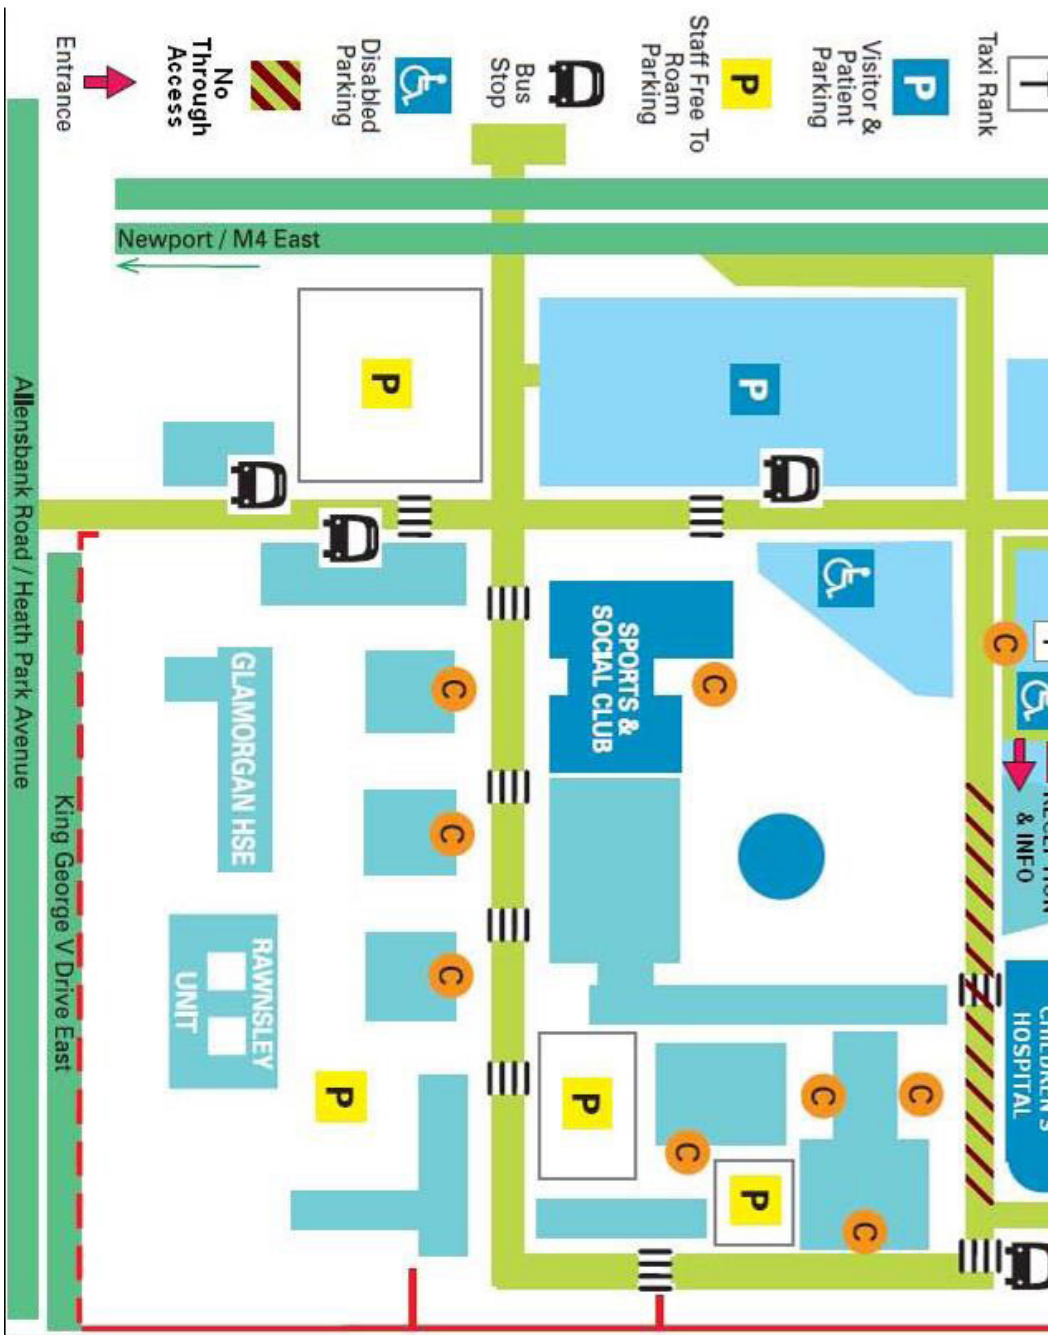 Taxi Rank
T
Visitor &
Patient
Parking
P
Staff Free To
Roam
Parking
P
Bus
Stop
Disabled
Parking
No
Through
Access
Entrance
Newport / M4 East
P
P
Allensbank Road / Heath Park Avenue
King George V Drive East
SPORTS &
SOCIAL CLUB
GLAMORGAN HSE
RAWNSLEY
UNIT
C
C
C
C
C
& INFO
CHILDREN'S
HOSPITAL
P
P
P
C
C
C
C